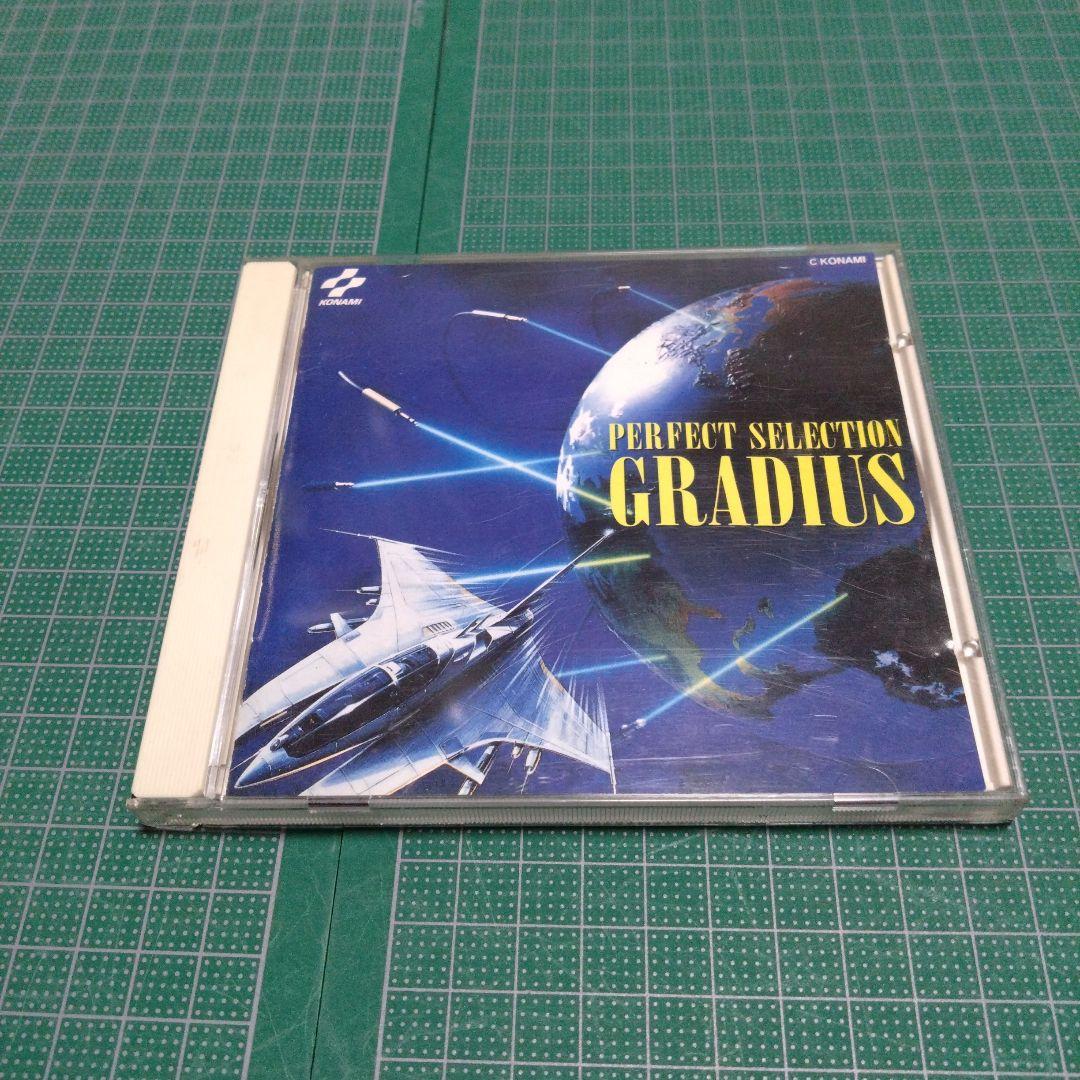 KONAMI
C KONAMI
PERFECT SELECTION
GRADIUS